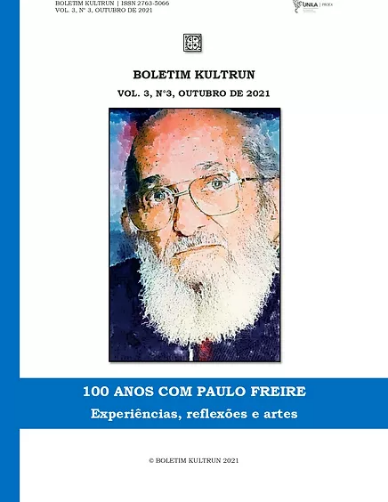 BOLETIM KULTRUN | ISSN 2763-5066
VOL. 3, N° 3, OUTUBRO DE 2021
UNILA
BOLETIM KULTRUN
VOL. 3, N°3, OUTUBRO DE 2021
100 ANOS COM PAULO FREIRE
Experiências, reflexões e artes
© BOLETIM KULTRUN 2021